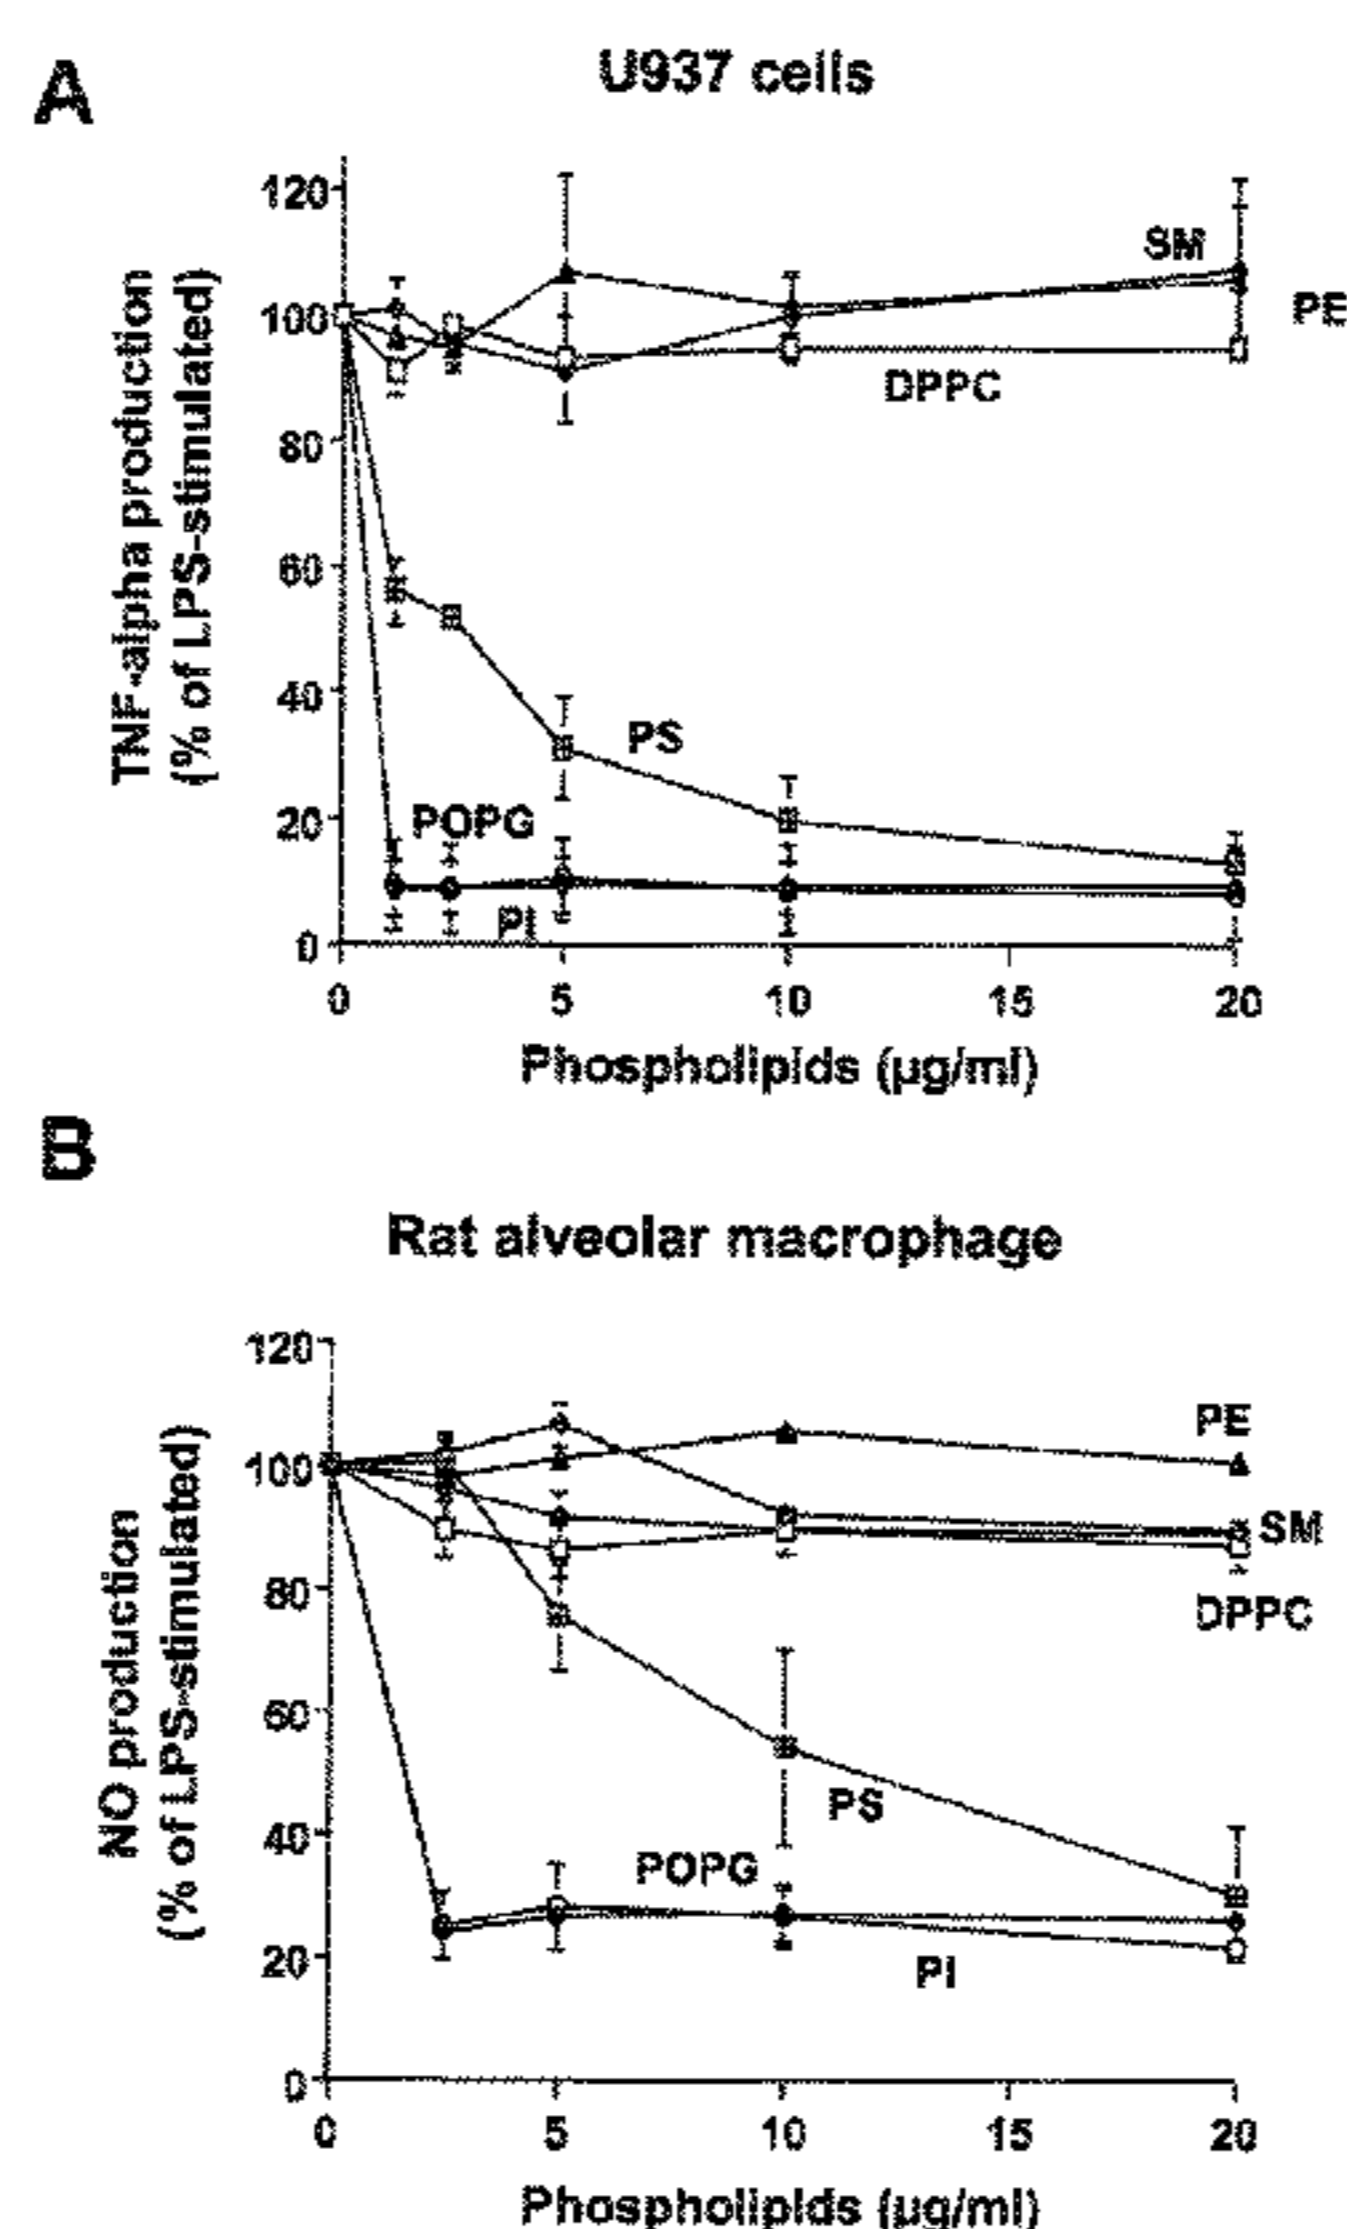 A
U937 cells
TNF-alpha production
(% of LPS-stimulated)
120
100
80
60
40
20
0
SM
PE
DPPC
PS
POPG
PI
0 5 10 15 20
Phospholipids (µg/ml)
B
Rat alveolar macrophage
NO production
(% of LPS-stimulated)
120
100
80
60
40
20
0
PE
SM
DPPC
PS
POPG
PI
0 5 10 15 20
Phospholipids (µg/ml)